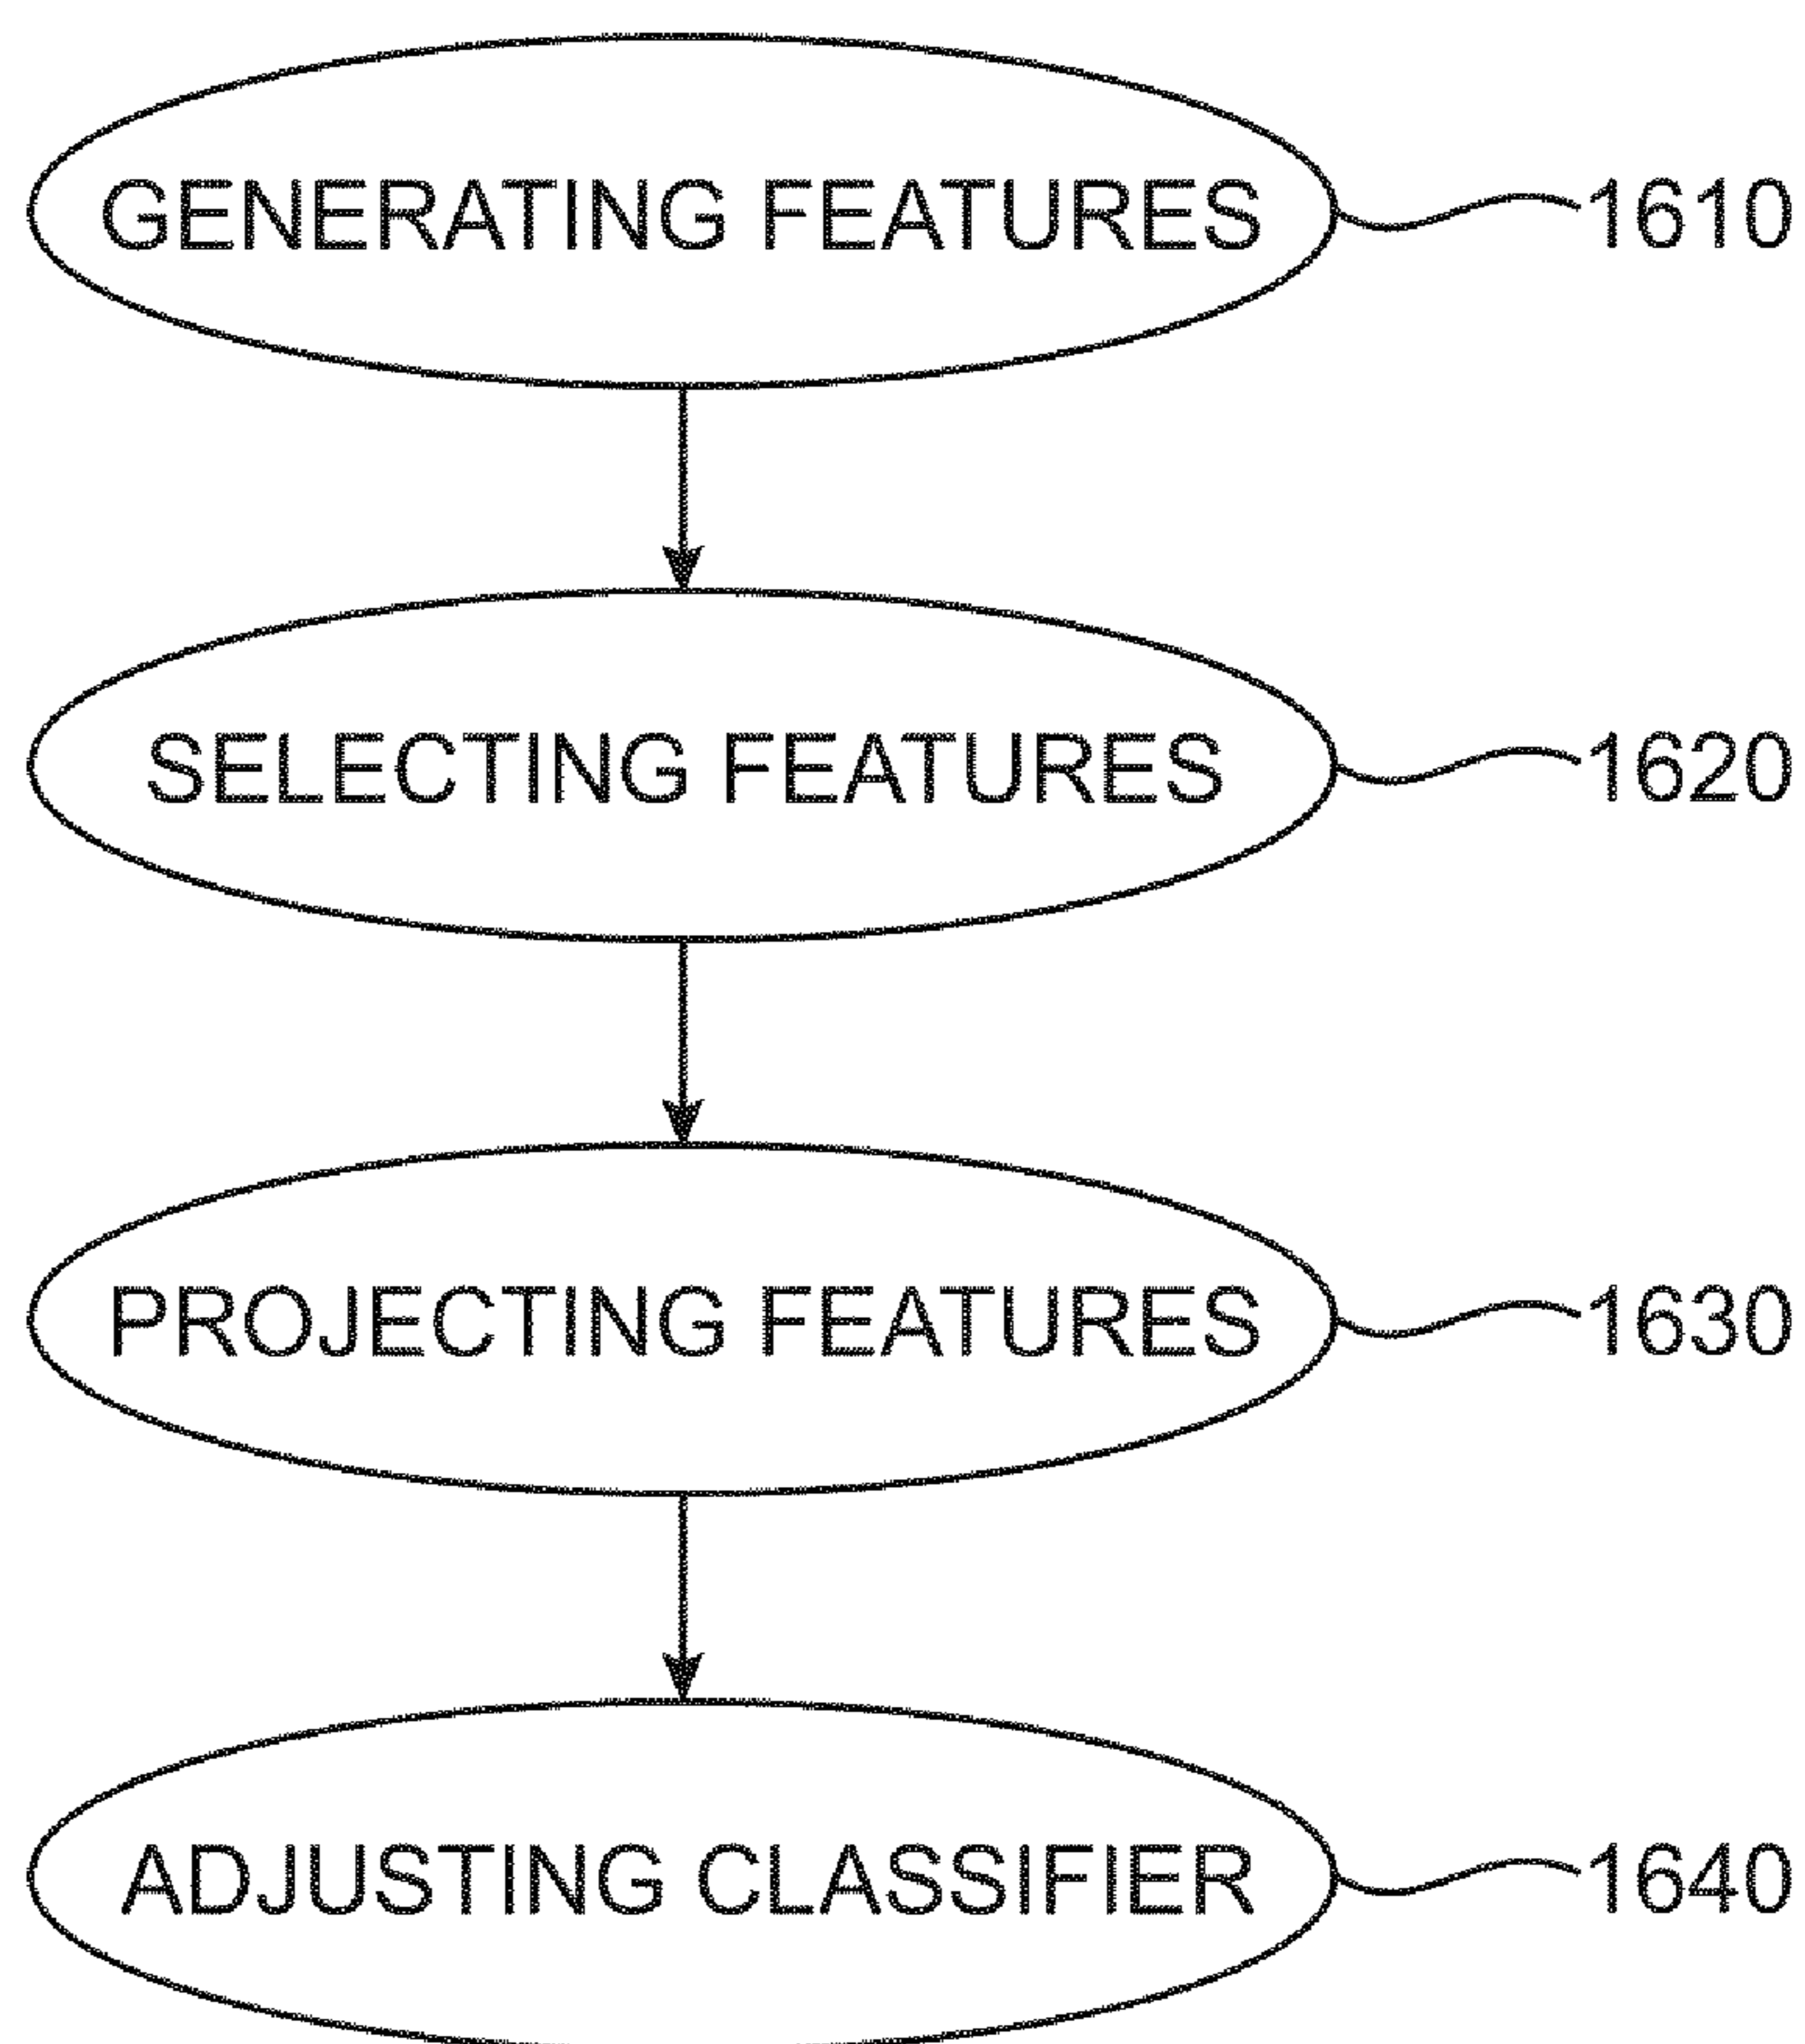 GENERATING FEATURES 1610
SELECTING FEATURES 1620
PROJECTING FEATURES 1630
ADJUSTING CLASSIFIER 1640